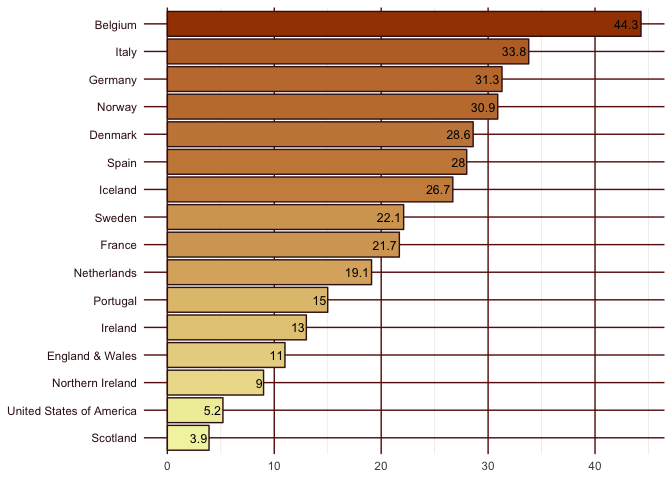 Belgium 44.3
Italy 33.8
Germany 31.3
Norway 30.9
Denmark 28.6
Spain 28
Iceland 26.7
Sweden 22.1
France 21.7
Netherlands 19.1
Portugal 15
Ireland 13
England & Wales 11
Northern Ireland 9
United States of America 5.2
Scotland 3.9
0 10 20 30 40